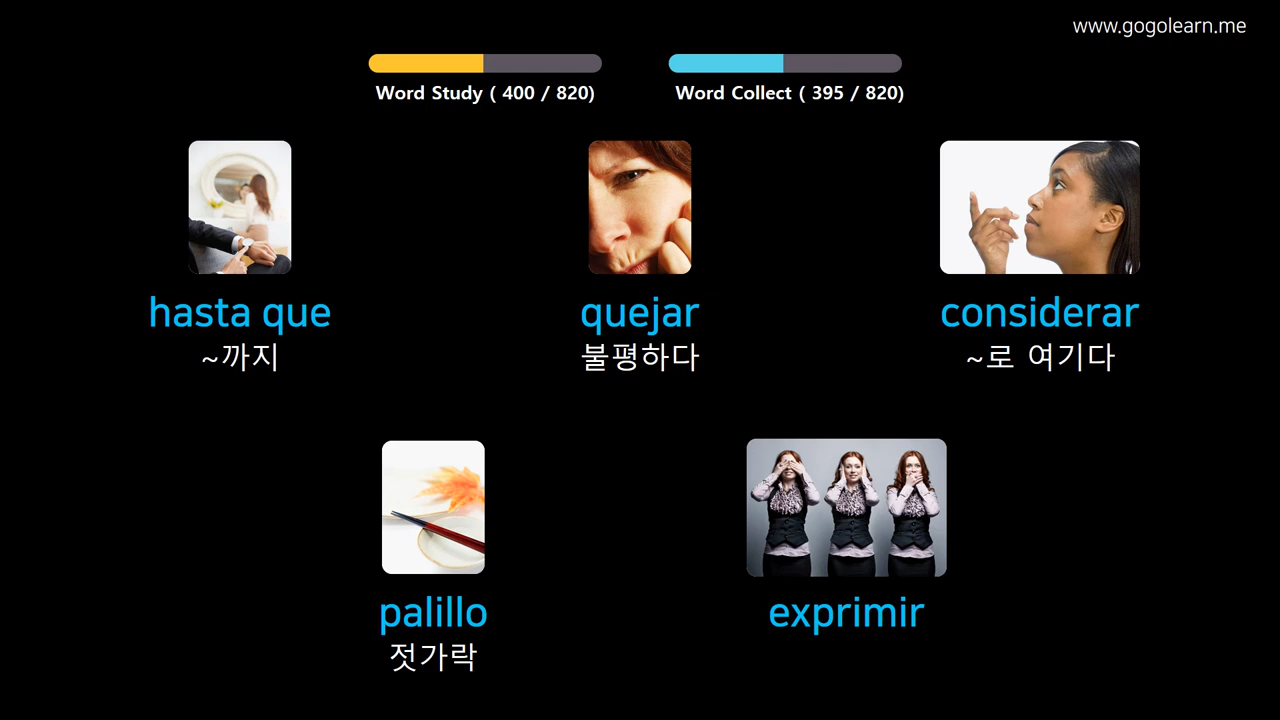 www.gogolearn.me
Word Study ( 400 / 820)
Word Collect ( 395 / 820)
hasta que
~까지
quejar
불평하다
considerar
~로 여기다
palillo
젓가락
exprimir